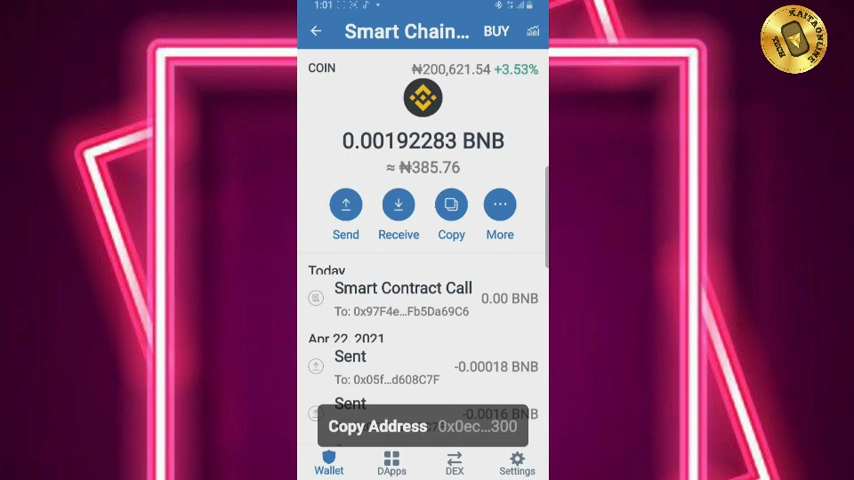 1:01
Smart Chain... BUY
COIN
₦200,621.54 +3.53%
0.00192283 BNB
≈ ₦385.76
Send Receive Copy More
Today
Smart Contract Call
0.00 BNB
To: 0x97F4e...Fb5Da69C6
Apr 22, 2021
Sent
-0.00018 BNB
To: 0x05f...d608C7F
Sent
-0.0016 BNB
Copy Address 0x0ec...300
Wallet DApps DEX Settings
KAITAONLINE
TECH